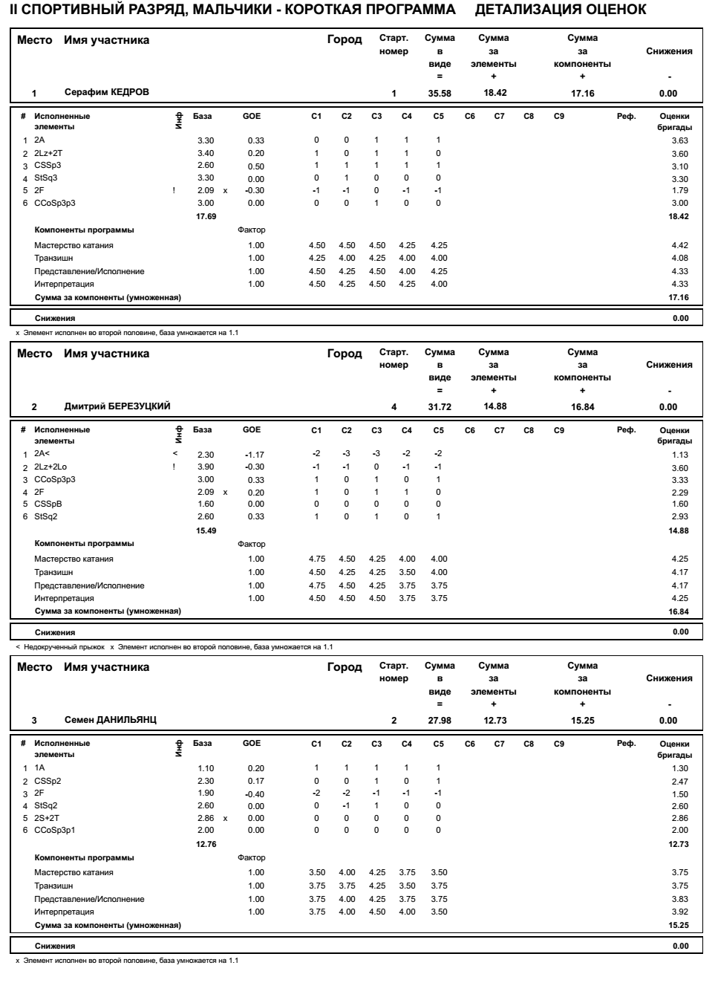 II СПОРТИВНЫЙ РАЗРЯД, МАЛЬЧИКИ - КОРОТКАЯ ПРОГРАММА ДЕТАЛИЗАЦИЯ ОЦЕНОК
Место Имя участника Город Старт. номер Сумма в виде = Сумма за элементы + Сумма за компоненты + Снижения -
1 Серафим КЕДРОВ 1 35.58 18.42 17.16 0.00
# Исполненные элементы Инф База GOE C1 C2 C3 C4 C5 C6 C7 C8 C9 Реф. Оценки бригады
1 2A 3.30 0.33 0 0 1 1 1 3.63
2 2Lz+2T 3.40 0.20 1 0 1 1 0 3.60
3 CSSp3 2.60 0.50 1 1 1 1 1 3.10
4 StSq3 3.30 0.00 0 1 0 0 0 3.30
5 2F ! 2.09 x -0.30 -1 -1 0 -1 -1 1.79
6 CCoSp3p3 3.00 0.00 0 0 1 0 0 3.00
17.69 18.42
Компоненты программы Фактор
Мастерство катания 1.00 4.50 4.50 4.50 4.25 4.25 4.42
Транзишн 1.00 4.25 4.00 4.25 4.00 4.00 4.08
Представление/Исполнение 1.00 4.50 4.25 4.50 4.00 4.25 4.33
Интерпретация 1.00 4.50 4.25 4.50 4.25 4.00 4.33
Сумма за компоненты (умноженная) 17.16
Снижения 0.00
x Элемент исполнен во второй половине, база умножается на 1.1
Место Имя участника Город Старт. номер Сумма в виде = Сумма за элементы + Сумма за компоненты + Снижения -
2 Дмитрий БЕРЕЗУЦКИЙ 4 31.72 14.88 16.84 0.00
# Исполненные элементы Инф База GOE C1 C2 C3 C4 C5 C6 C7 C8 C9 Реф. Оценки бригады
1 2A< < 2.30 -1.17 -2 -3 -3 -2 -2 1.13
2 2Lz+2Lo ! 3.90 -0.30 -1 -1 0 -1 -1 3.60
3 CCoSp3p3 3.00 0.33 1 0 1 0 1 3.33
4 2F 2.09 x 0.20 1 0 1 1 0 2.29
5 CSSpB 1.60 0.00 0 0 0 0 0 1.60
6 StSq2 2.60 0.33 1 0 1 0 1 2.93
15.49 14.88
Компоненты программы Фактор
Мастерство катания 1.00 4.75 4.50 4.25 4.00 4.00 4.25
Транзишн 1.00 4.50 4.25 4.25 3.50 4.00 4.17
Представление/Исполнение 1.00 4.75 4.50 4.25 3.75 3.75 4.17
Интерпретация 1.00 4.50 4.50 4.50 3.75 3.75 4.25
Сумма за компоненты (умноженная) 16.84
Снижения 0.00
< Недокрученный прыжок x Элемент исполнен во второй половине, база умножается на 1.1
Место Имя участника Город Старт. номер Сумма в виде = Сумма за элементы + Сумма за компоненты + Снижения -
3 Семен ДАНИЛЬЯНЦ 2 27.98 12.73 15.25 0.00
# Исполненные элементы Инф База GOE C1 C2 C3 C4 C5 C6 C7 C8 C9 Реф. Оценки бригады
1 1A 1.10 0.20 1 1 1 1 1 1.30
2 CSSp2 2.30 0.17 0 0 1 0 1 2.47
3 2F 1.90 -0.40 -2 -2 -1 -1 -1 1.50
4 StSq2 2.60 0.00 0 -1 1 0 0 2.60
5 2S+2T 2.86 x 0.00 0 0 0 0 0 2.86
6 CCoSp3p1 2.00 0.00 0 0 0 0 0 2.00
12.76 12.73
Компоненты программы Фактор
Мастерство катания 1.00 3.50 4.00 4.25 3.75 3.50 3.75
Транзишн 1.00 3.75 3.75 4.25 3.50 3.75 3.75
Представление/Исполнение 1.00 3.75 4.00 4.25 3.75 3.75 3.83
Интерпретация 1.00 3.75 4.00 4.50 4.00 3.50 3.92
Сумма за компоненты (умноженная) 15.25
Снижения 0.00
x Элемент исполнен во второй половине, база умножается на 1.1